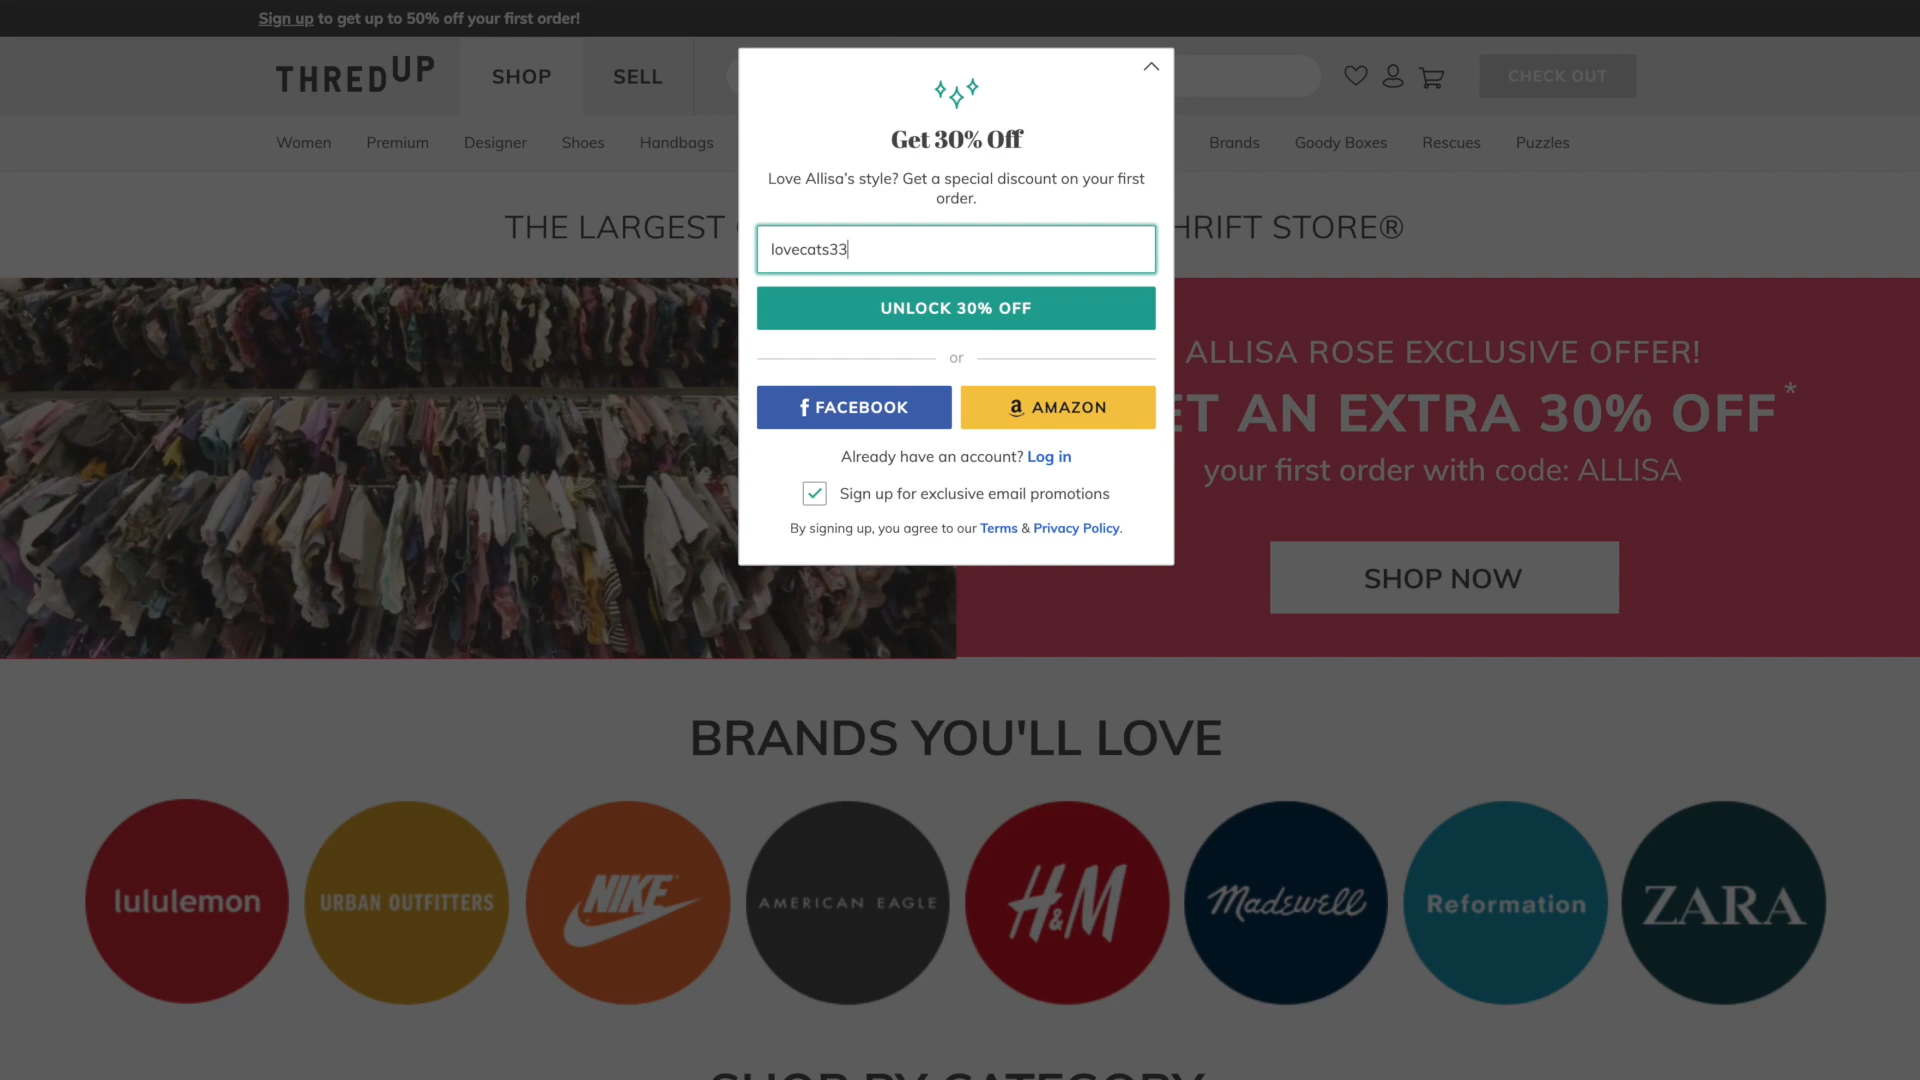 Sign up to get up to 50% off your first order!
THREDUP
SHOP
SELL
CHECK OUT
Women
Premium
Designer
Shoes
Handbags
Brands
Goody Boxes
Rescues
Puzzles
Get 30% Off
Love Allisa's style? Get a special discount on your first
order.
lovecats33
UNLOCK 30% OFF
or
FACEBOOK
AMAZON
Already have an account? Log in
Sign up for exclusive email promotions
By signing up, you agree to our Terms & Privacy Policy.
THE LARGEST
THRIFT STORE®
ALLISA ROSE EXCLUSIVE OFFER!
ET AN EXTRA 30% OFF*
your first order with code: ALLISA
SHOP NOW
BRANDS YOU'LL LOVE
lululemon
URBAN OUTFITTERS
NIKE
AMERICAN EAGLE
H&M
Madewell
Reformation
ZARA
SHOP BY CATEGORY